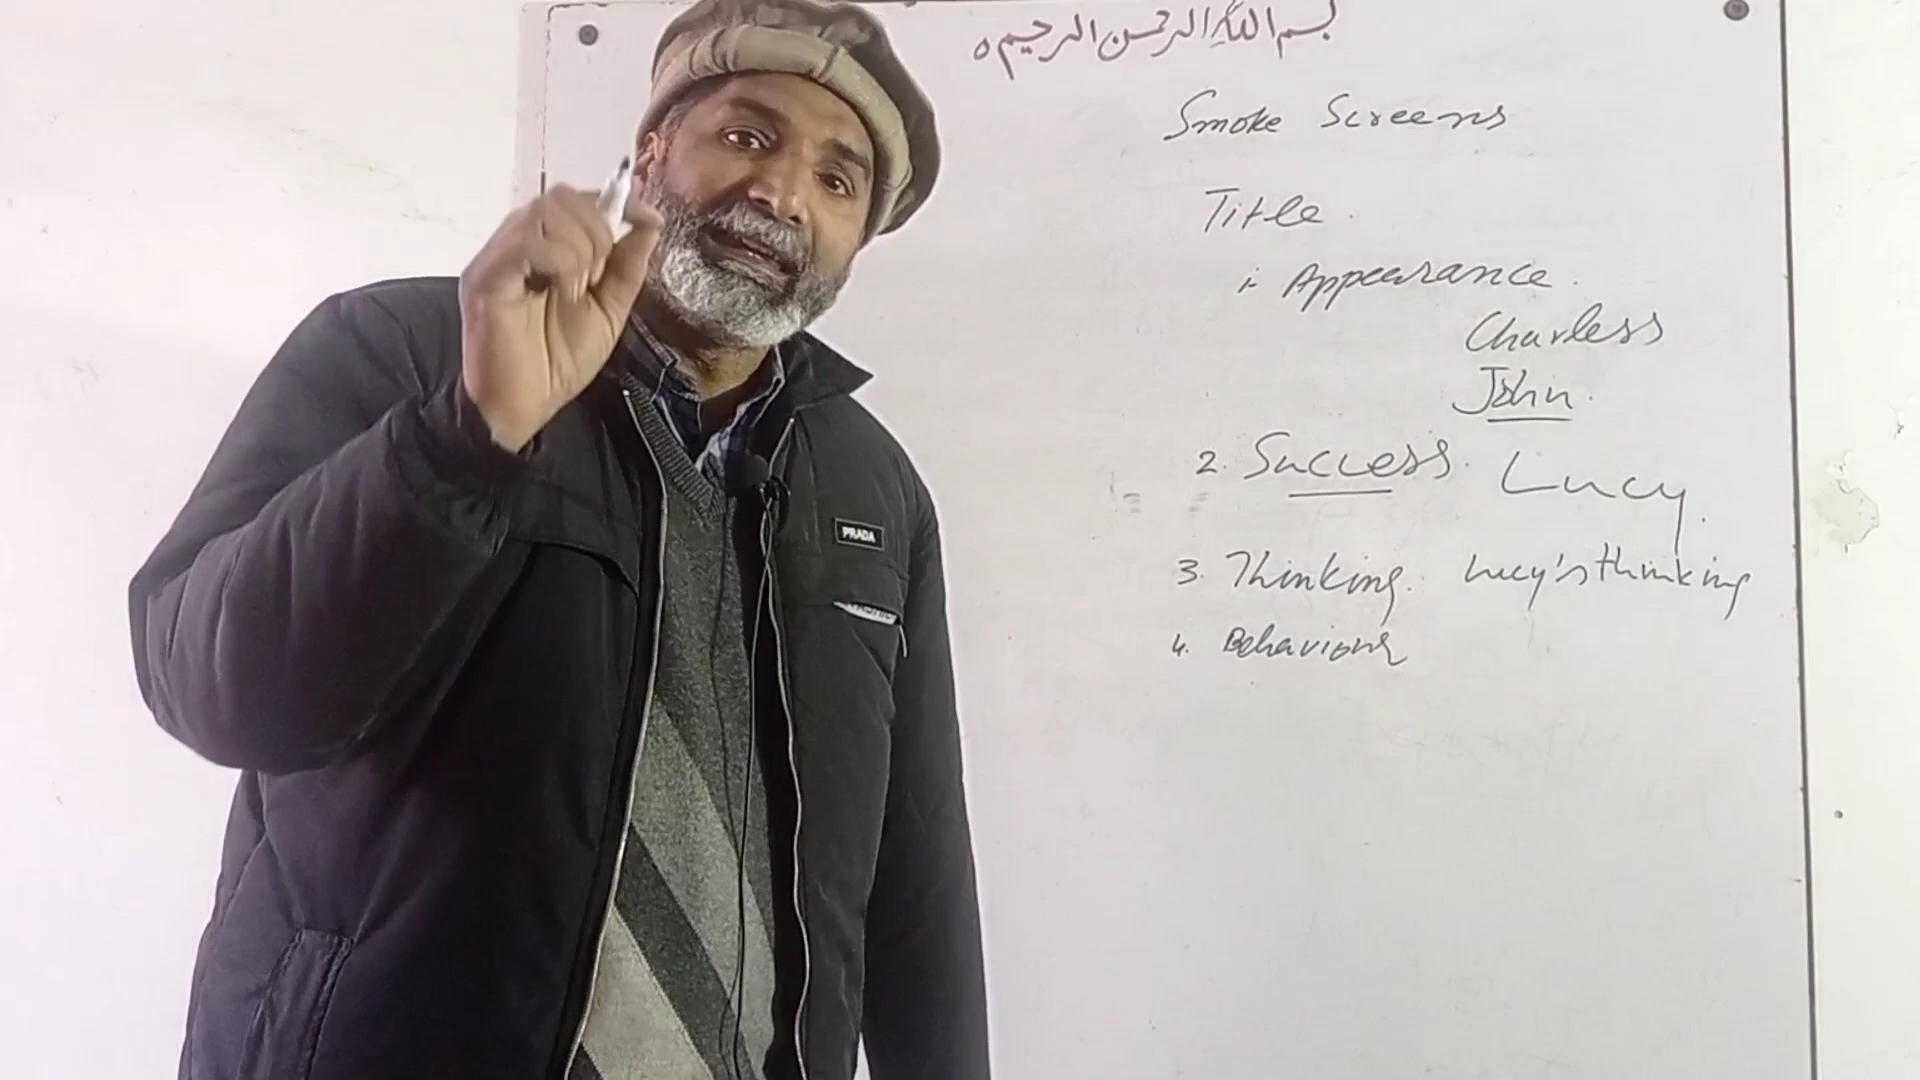 بسم اللہ الرحمن الرحیم ہ
Smoke Screens
Title.
i- Appearance.
Charless
John.
2. Success. Lucy.
3. Thinking. Lucy's thinking
4. Behaviour
PRADA